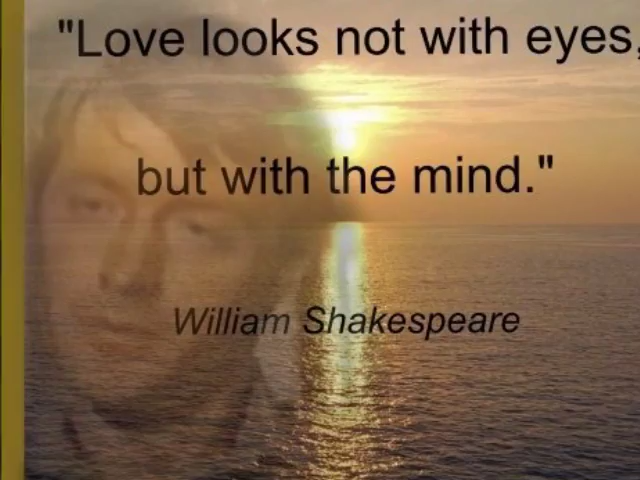 "Love looks not with eyes,
but with the mind."
William Shakespeare